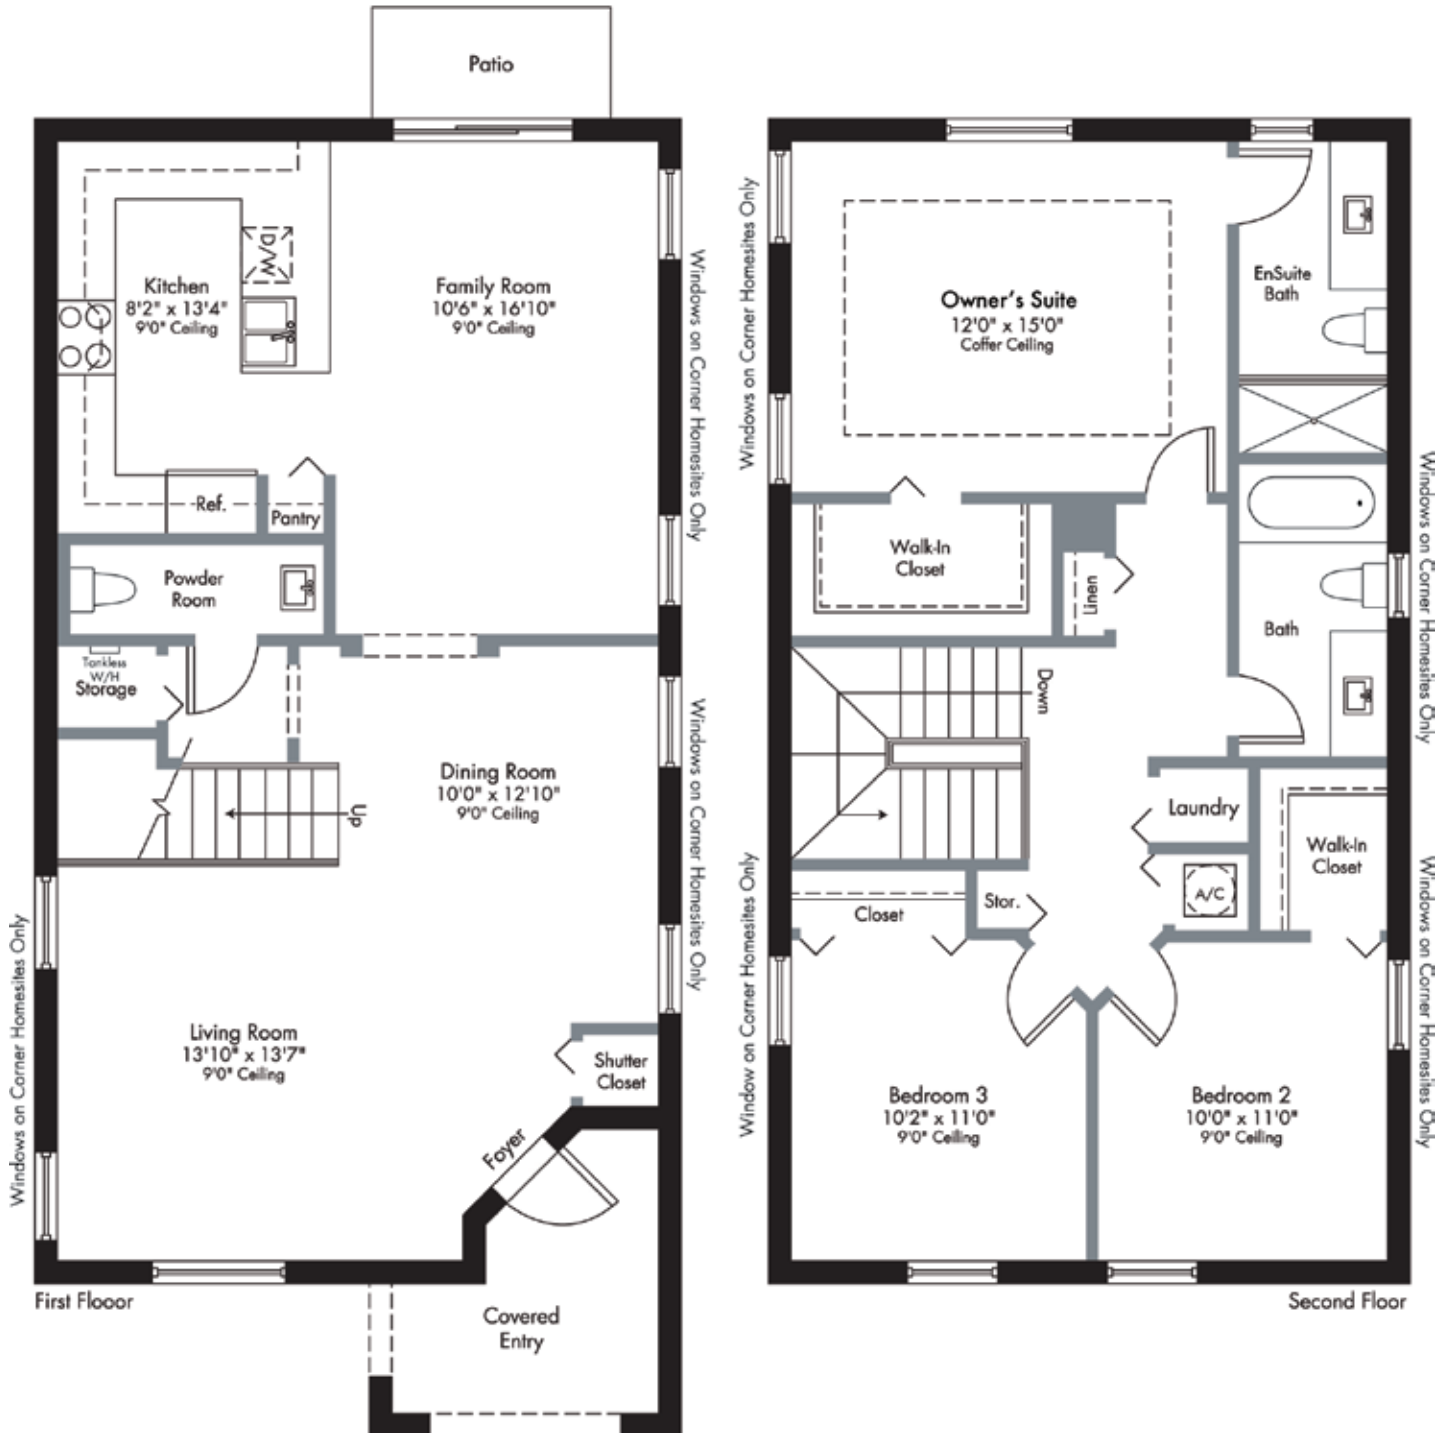 Patio
Kitchen
8'2" x 13'4"
9'0" Ceiling
D/W
Family Room
10'6" x 16'10"
9'0" Ceiling
Windows on Corner Homesites Only
Ref.
Pantry
Powder
Room
Tankless
W/H
Storage
Up
Dining Room
10'0" x 12'10"
9'0" Ceiling
Windows on Corner Homesites Only
Windows on Corner Homesites Only
Living Room
13'10" x 13'7"
9'0" Ceiling
Shutter
Closet
Foyer
Covered
Entry
First Flooor
Windows on Corner Homesites Only
Owner's Suite
12'0" x 15'0"
Coffer Ceiling
EnSuite
Bath
Walk-In
Closet
Linen
Bath
Windows on Corner Homesites Only
Down
Laundry
Walk-In
Closet
A/C
Closet
Stor.
Window on Corner Homesites Only
Windows on Corner Homesites Only
Bedroom 3
10'2" x 11'0"
9'0" Ceiling
Bedroom 2
10'0" x 11'0"
9'0" Ceiling
Second Floor